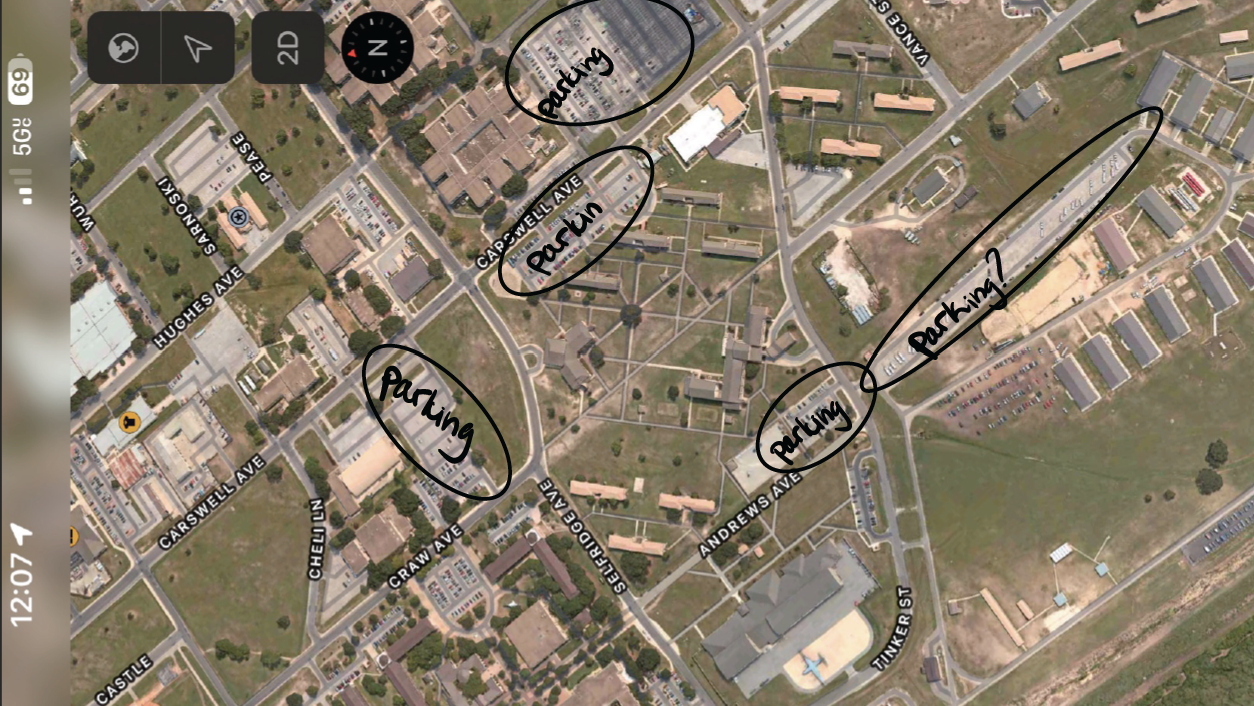 12:07
5G
69
2D
N
parking
VANCE ST
PEASE
SARNOSKI
CARSWELL AVE
parkin
HUGHES AVE
parking?
parking
parking
CARSWELL AVE
CHELI LN
CRAW AVE
SELFRIDGE AVE
ANDREWS AVE
TINKER ST
CASTLE